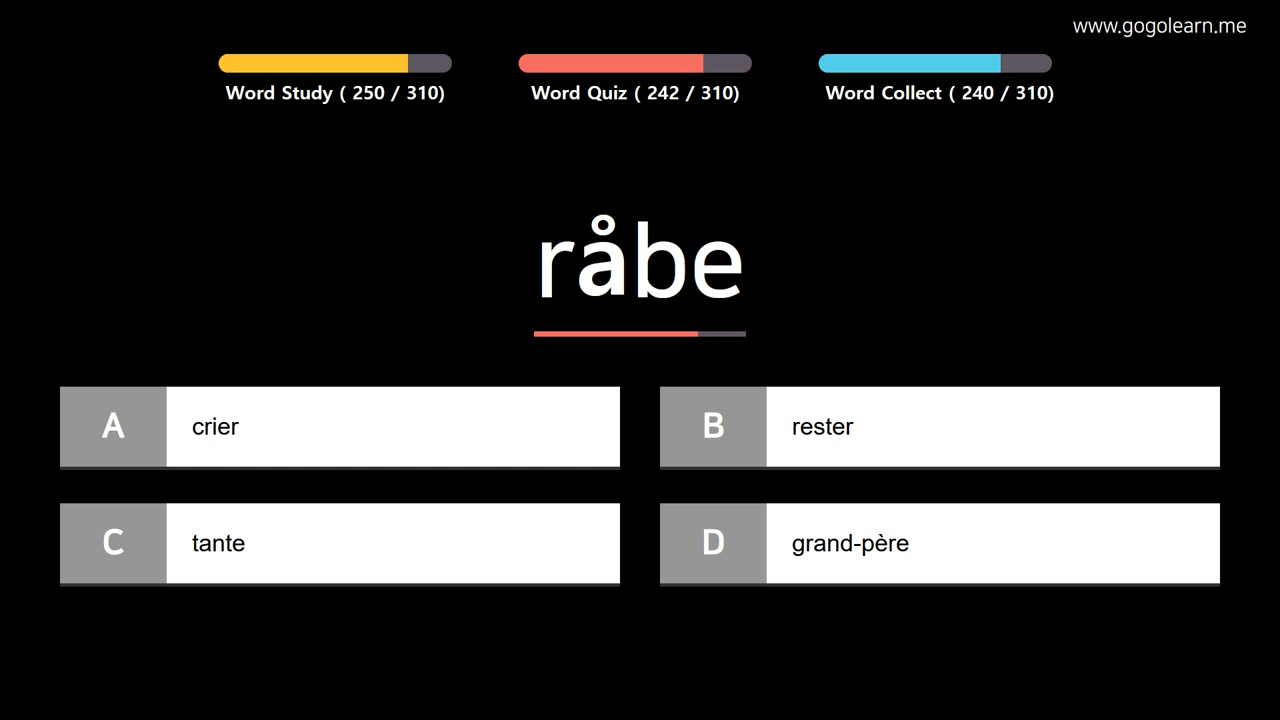 www.gogolearn.me
Word Study ( 250 / 310)
Word Quiz ( 242 / 310)
Word Collect ( 240 / 310)
råbe
A
crier
B
rester
C
tante
D
grand-père